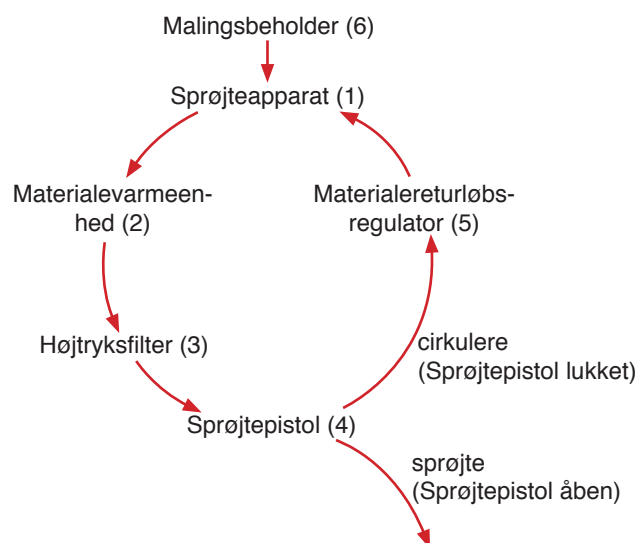 Malingsbeholder (6)
Sprøjteapparat (1)
Materialevarmeen-
hed (2)
Materialereturløbs-
regulator (5)
Højtryksfilter (3)
cirkulere
(Sprøjtepistol lukket)
Sprøjtepistol (4)
sprøjte
(Sprøjtepistol åben)